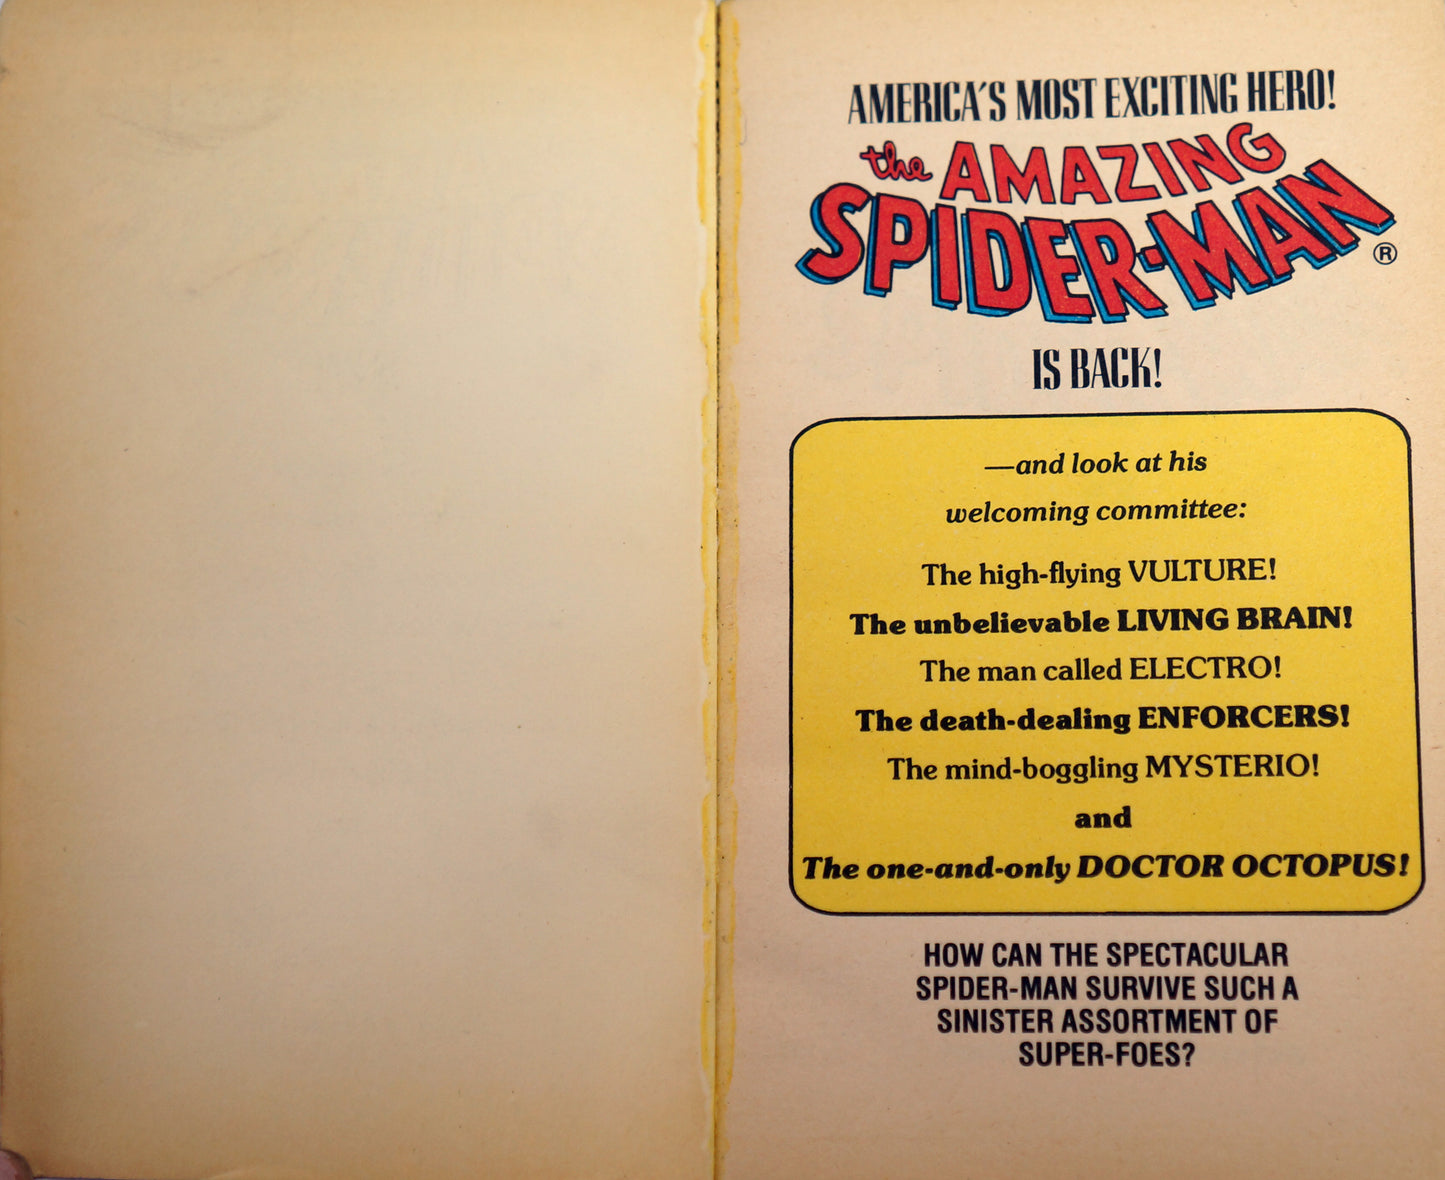 AMERICA'S MOST EXCITING HERO!
the AMAZING
SPIDER-MAN
®
IS BACK!
—and look at his
welcoming committee:
The high-flying VULTURE!
The unbelievable LIVING BRAIN!
The man called ELECTRO!
The death-dealing ENFORCERS!
The mind-boggling MYSTERIO!
and
The one-and-only DOCTOR OCTOPUS!
HOW CAN THE SPECTACULAR
SPIDER-MAN SURVIVE SUCH A
SINISTER ASSORTMENT OF
SUPER-FOES?